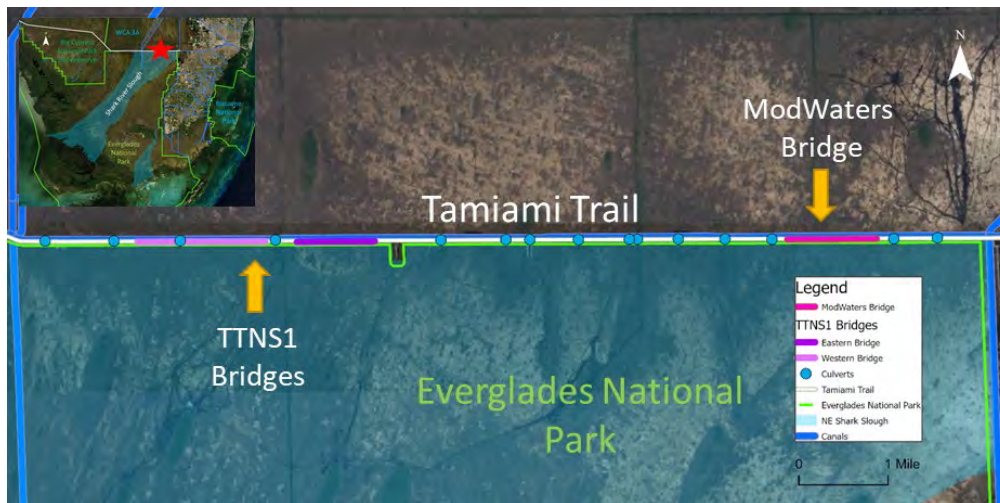 WCA 3A
Shark River Slough
Everglades
National
Park
National
Park
N
ModWaters
Bridge
Tamiami Trail
TTNS1
Bridges
Everglades National
Park
Legend
ModWaters Bridge
TTNS1 Bridges
Eastern Bridge
Western Bridge
Culverts
Tamiami Trail
Everglades National Park
NE Shark Slough
Canals
0 1 Mile